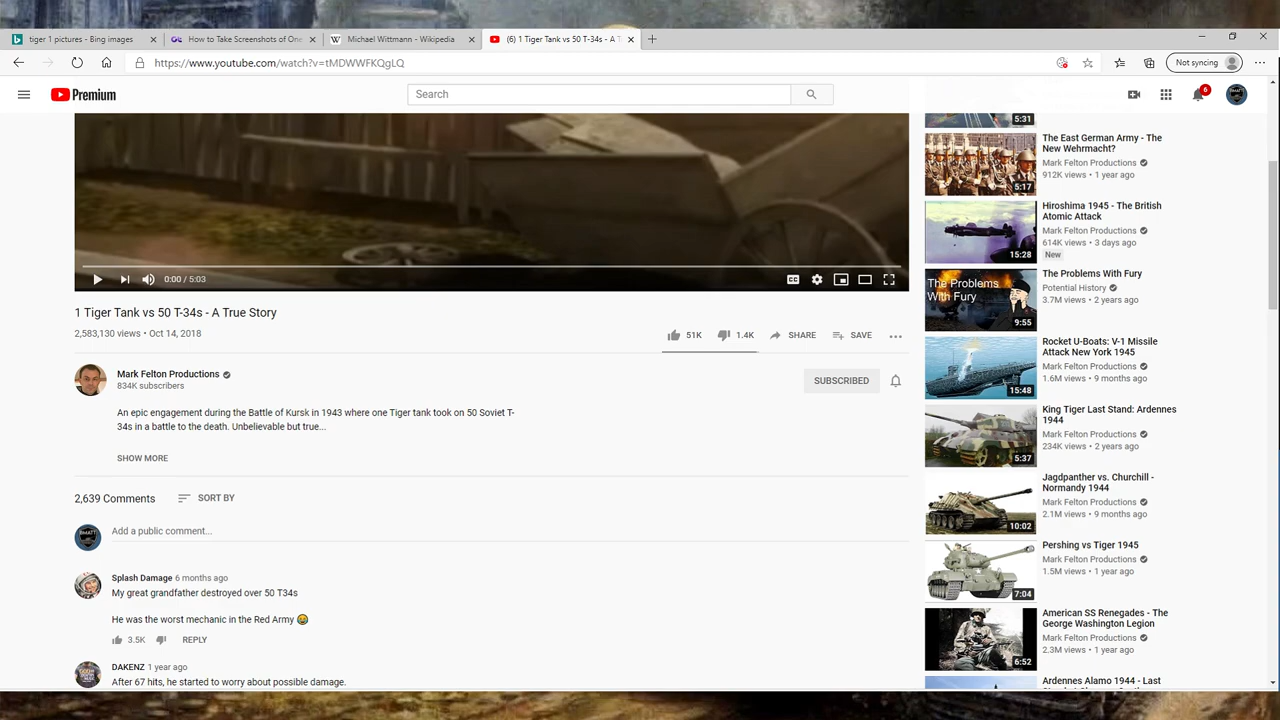 tiger 1 pictures - Bing images
How to Take Screenshots of One
Michael Wittmann - Wikipedia
(6) 1 Tiger Tank vs 50 T-34s - A T
https://www.youtube.com/watch?v=tMDWWFKQgLQ
Not syncing
Premium
Search
6
5:31
The East German Army - The
New Wehrmacht?
Mark Felton Productions
912K views • 1 year ago
5:17
Hiroshima 1945 - The British
Atomic Attack
Mark Felton Productions
614K views • 3 days ago
New
15:28
The Problems With Fury
Potential History
3.7M views • 2 years ago
The Problems
With Fury
9:55
Rocket U-Boats: V-1 Missile
Attack New York 1945
Mark Felton Productions
1.6M views • 9 months ago
15:48
King Tiger Last Stand: Ardennes
1944
Mark Felton Productions
234K views • 2 years ago
5:37
Jagdpanther vs. Churchill -
Normandy 1944
Mark Felton Productions
2.1M views • 9 months ago
10:02
Pershing vs Tiger 1945
Mark Felton Productions
1.5M views • 1 year ago
7:04
American SS Renegades - The
George Washington Legion
Mark Felton Productions
2.3M views • 1 year ago
6:52
Ardennes Alamo 1944 - Last
0:00 / 5:03
1 Tiger Tank vs 50 T-34s - A True Story
2,583,130 views • Oct 14, 2018
51K
1.4K
SHARE
SAVE
Mark Felton Productions
834K subscribers
SUBSCRIBED
An epic engagement during the Battle of Kursk in 1943 where one Tiger tank took on 50 Soviet T-
34s in a battle to the death. Unbelievable but true...
SHOW MORE
2,639 Comments
SORT BY
Add a public comment...
Splash Damage 6 months ago
My great grandfather destroyed over 50 T34s
He was the worst mechanic in the Red Army 😂
3.5K
REPLY
DAKENZ 1 year ago
After 67 hits, he started to worry about possible damage.